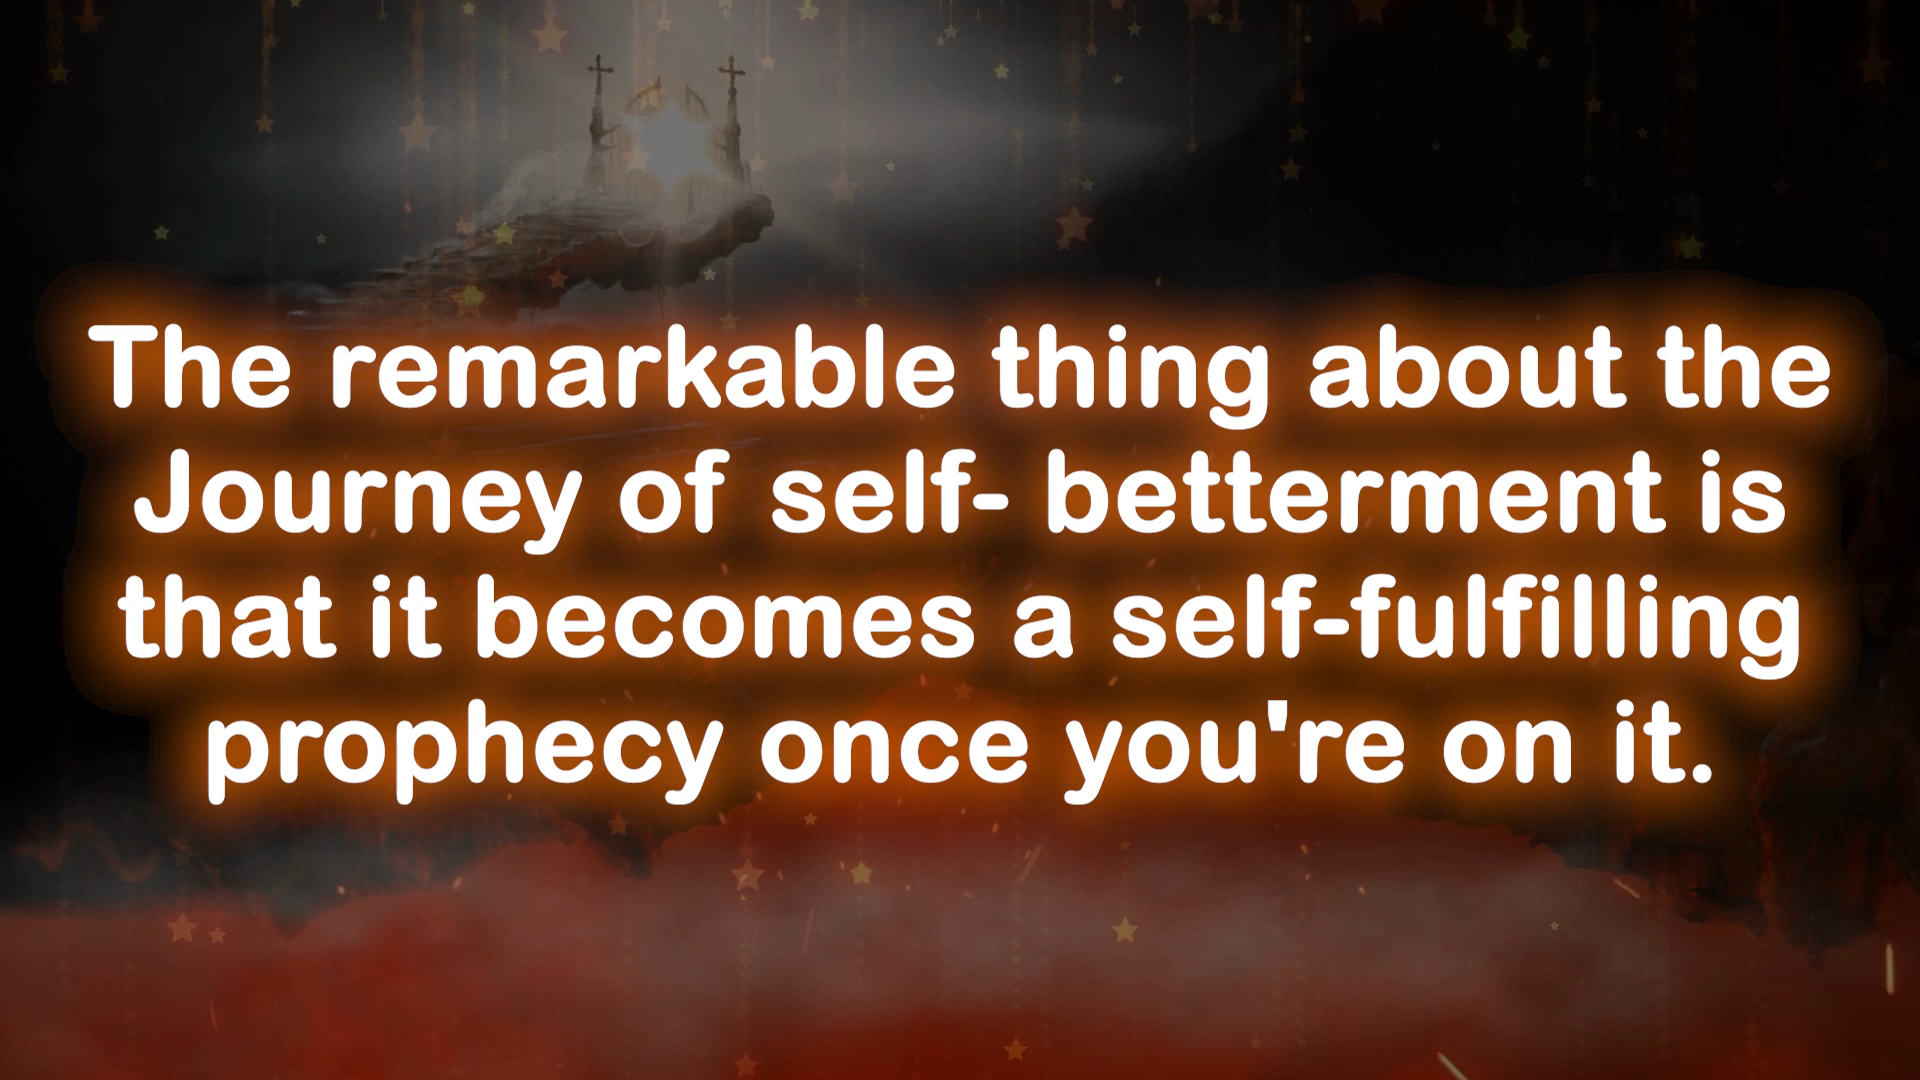 The remarkable thing about the
Journey of self- betterment is
that it becomes a self-fulfilling
prophecy once you're on it.